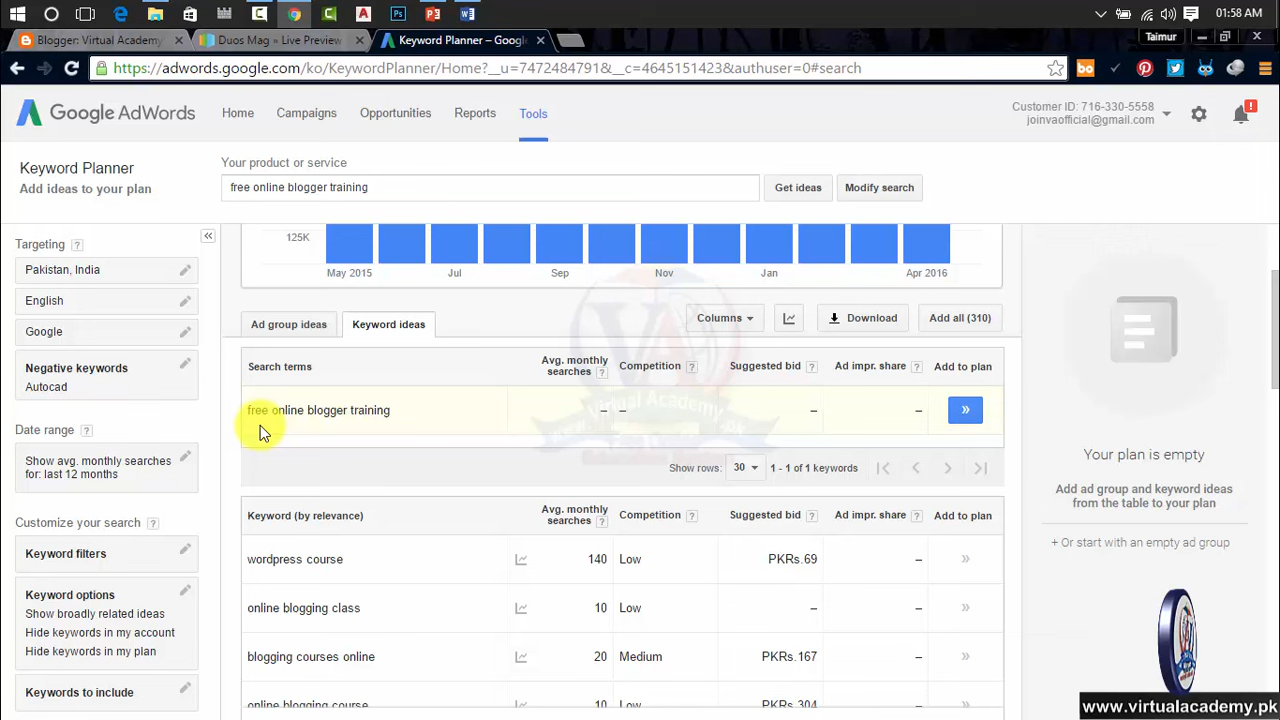 01:58 AM
Blogger: Virtual Academy
Duos Mag » Live Preview
Keyword Planner – Googl
Taimur
https://adwords.google.com/ko/KeywordPlanner/Home?__u=7472484791&__c=4645151423&authuser=0#search
bo
Google AdWords
Home
Campaigns
Opportunities
Reports
Tools
Customer ID: 716-330-5558
joinvaofficial@gmail.com
Keyword Planner
Add ideas to your plan
Your product or service
free online blogger training
Get ideas
Modify search
Targeting ?
Pakistan, India
English
Google
Negative keywords
Autocad
Date range ?
Show avg. monthly searches
for: last 12 months
Customize your search ?
Keyword filters
Keyword options
Show broadly related ideas
Hide keywords in my account
Hide keywords in my plan
Keywords to include
125K
May 2015 Jul Sep Nov Jan Apr 2016
Ad group ideas
Keyword ideas
Columns
Download
Add all (310)
Search terms
Avg. monthly
searches ?
Competition ?
Suggested bid ?
Ad impr. share ?
Add to plan
free online blogger training – – – – »
Show rows: 30 1 - 1 of 1 keywords
Keyword (by relevance)
Avg. monthly
searches ?
Competition ?
Suggested bid ?
Ad impr. share ?
Add to plan
wordpress course 140 Low PKRs.69 – »
online blogging class 10 Low – – »
blogging courses online 20 Medium PKRs.167 – »
online blogging course 10 Low PKRs.304 – »
Your plan is empty
Add ad group and keyword ideas
from the table to your plan
+ Or start with an empty ad group
www.virtualacademy.pk